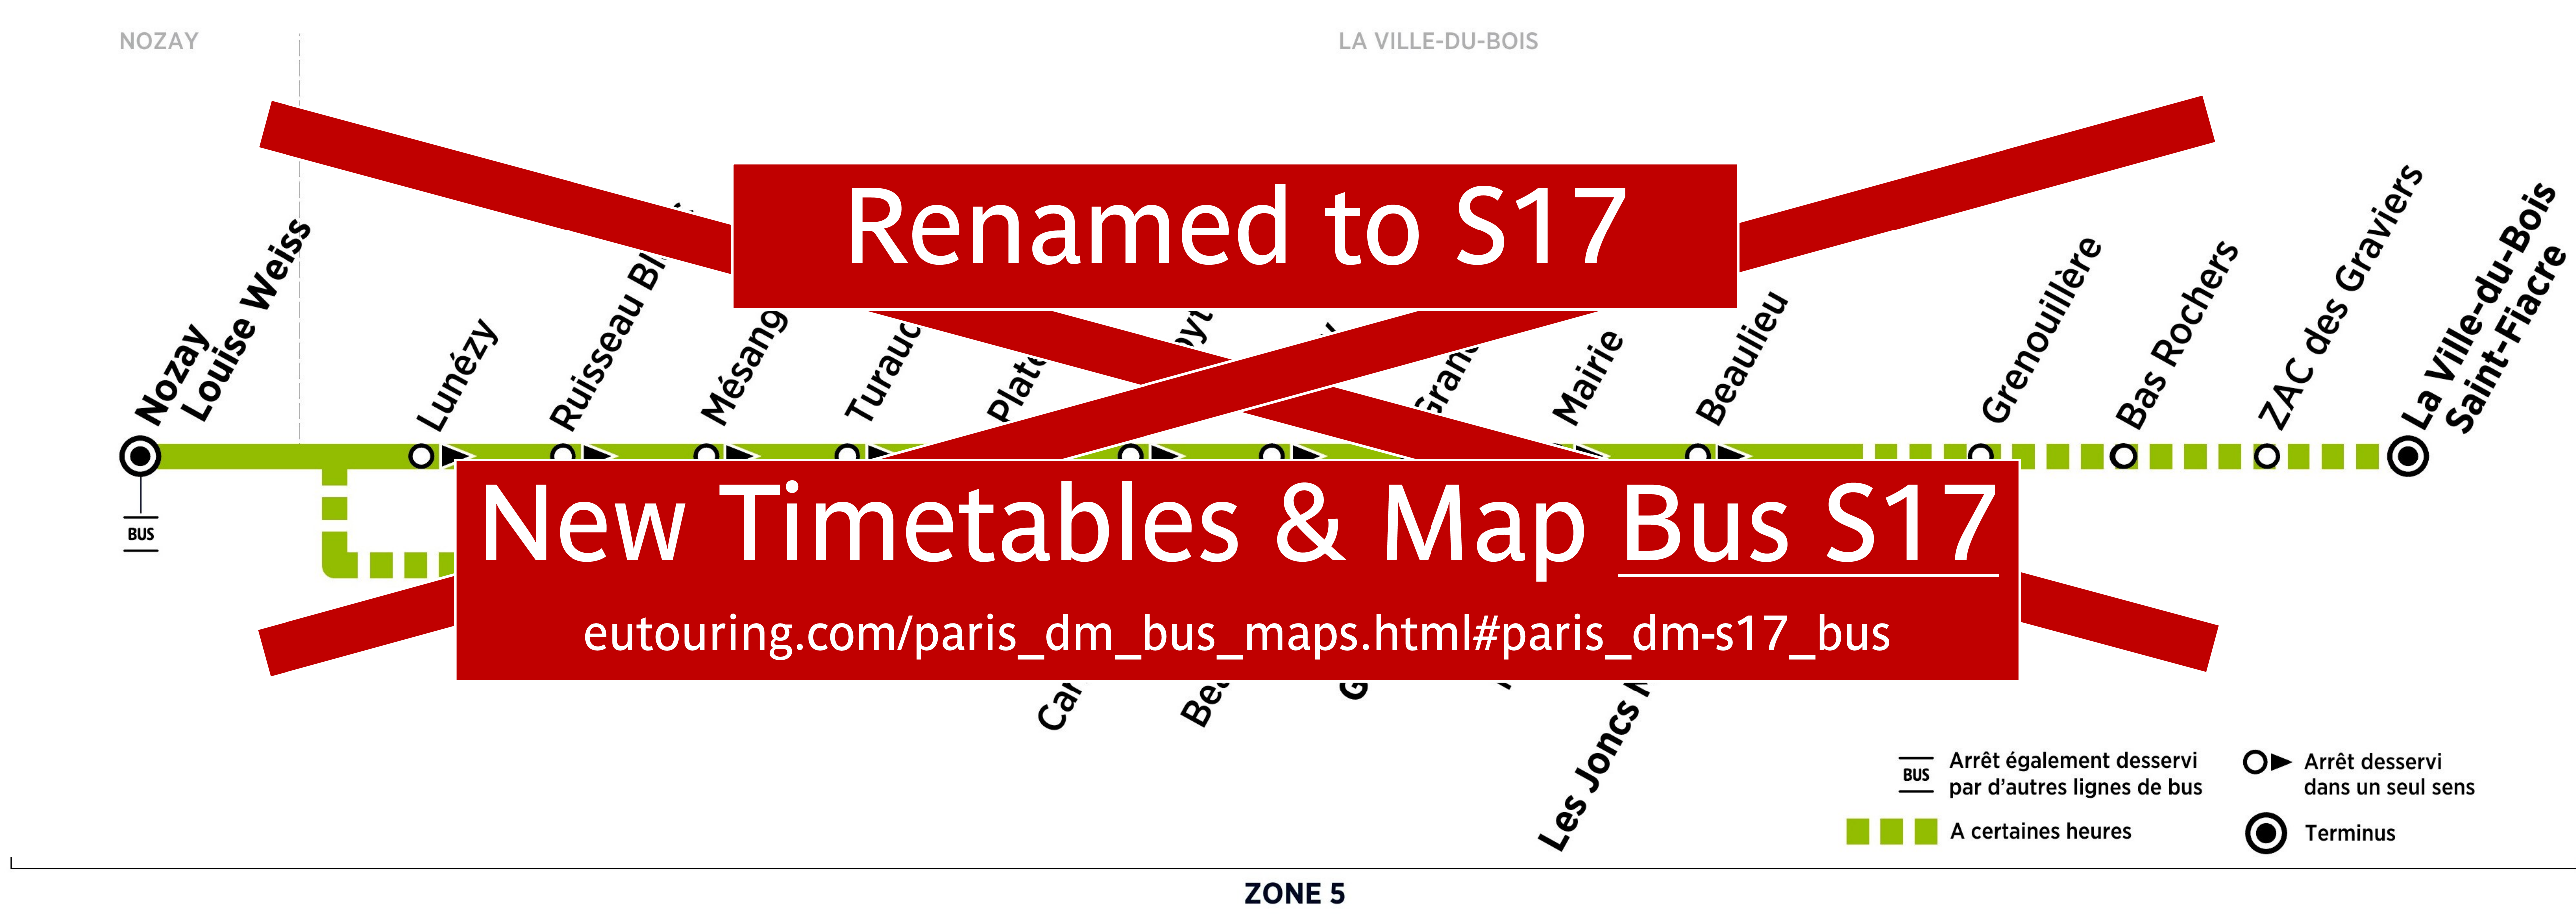 NOZAY
LA VILLE-DU-BOIS
Renamed to S17
Nozay
Louise Weiss
Lunézy
Ruisseau
Mairie
Beaulieu
Grenouillère
Bas Rochers
ZAC des Graviers
La Ville-du-Bois
Saint-Fiacre
BUS
New Timetables & Map Bus S17
eutouring.com/paris_dm_bus_maps.html#paris_dm-s17_bus
Les Joncs
BUS
Arrêt également desservi
par d'autres lignes de bus
Arrêt desservi
dans un seul sens
A certaines heures
Terminus
ZONE 5